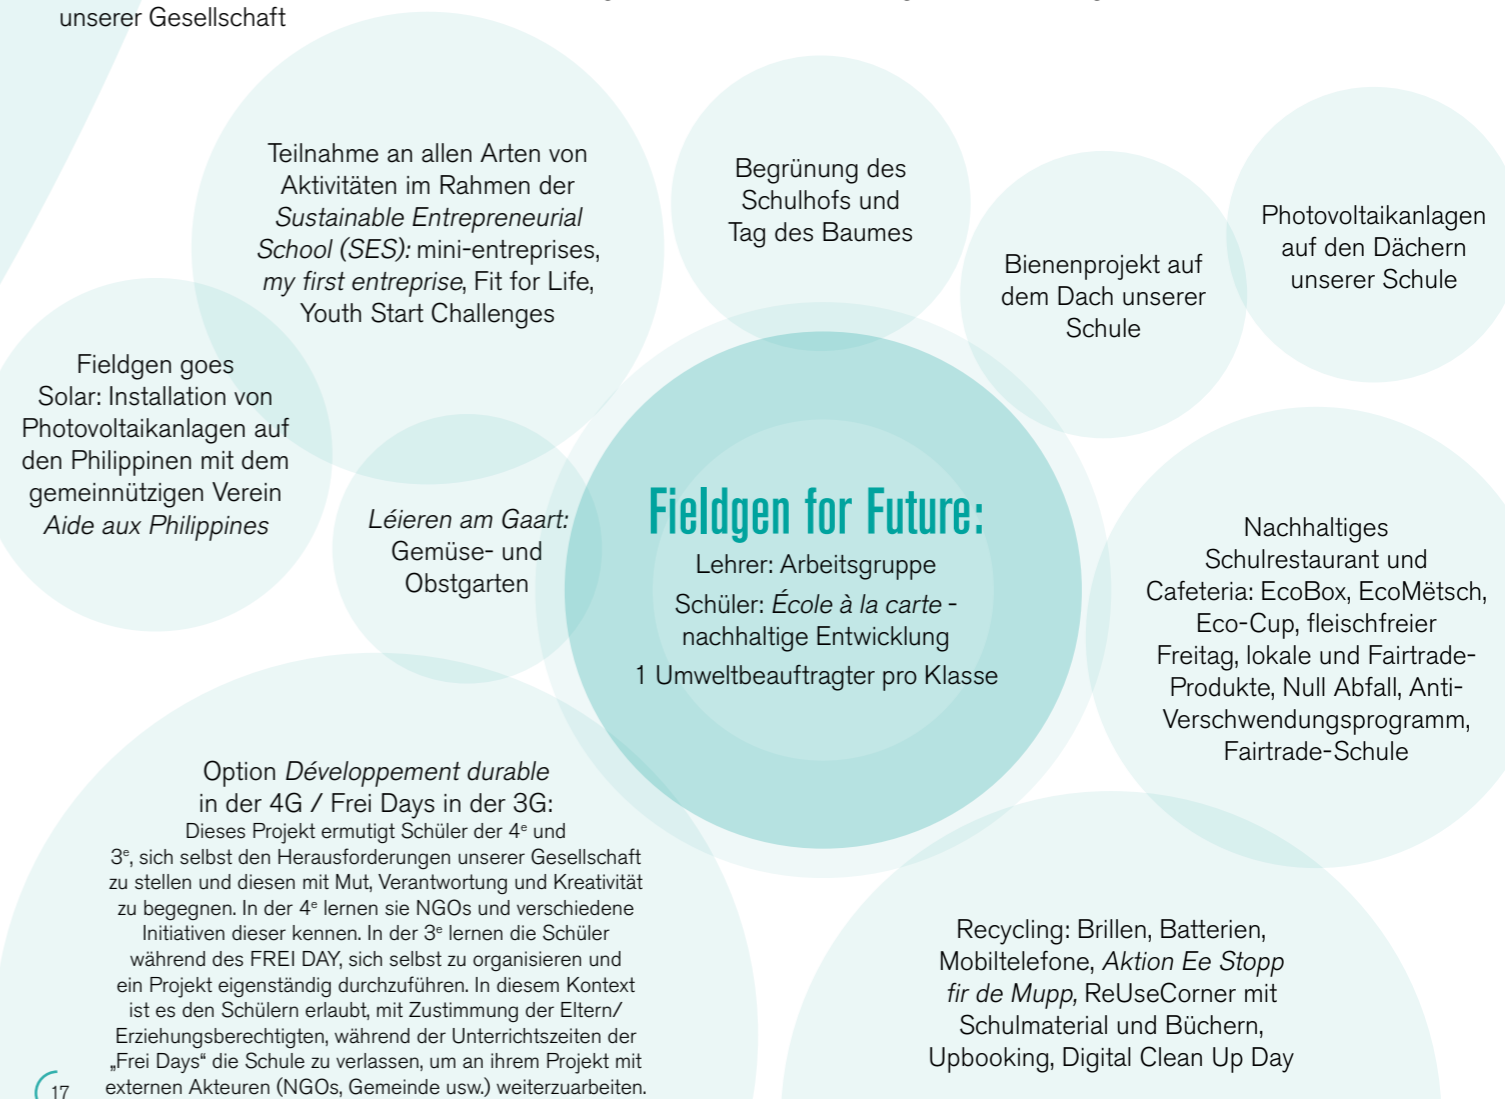 unserer Gesellschaft
Teilnahme an allen Arten von
Aktivitäten im Rahmen der
Sustainable Entrepreneurial
School (SES): mini-entreprises,
my first entreprise, Fit for Life,
Youth Start Challenges
Begrünung des
Schulhofs und
Tag des Baumes
Bienenprojekt auf
dem Dach unserer
Schule
Photovoltaikanlagen
auf den Dächern
unserer Schule
Fieldgen goes
Solar: Installation von
Photovoltaikanlagen auf
den Philippinen mit dem
gemeinnützigen Verein
Aide aux Philippines
Léieren am Gaart:
Gemüse- und
Obstgarten
Fieldgen for Future:
Lehrer: Arbeitsgruppe
Schüler: École à la carte -
nachhaltige Entwicklung
1 Umweltbeauftragter pro Klasse
Nachhaltiges
Schulrestaurant und
Cafeteria: EcoBox, EcoMëtsch,
Eco-Cup, fleischfreier
Freitag, lokale und Fairtrade-
Produkte, Null Abfall, Anti-
Verschwendungsprogramm,
Fairtrade-Schule
Option Développement durable
in der 4G / Frei Days in der 3G:
Dieses Projekt ermutigt Schüler der 4ᵉ und
3ᵉ, sich selbst den Herausforderungen unserer Gesellschaft
zu stellen und diesen mit Mut, Verantwortung und Kreativität
zu begegnen. In der 4ᵉ lernen sie NGOs und verschiedene
Initiativen dieser kennen. In der 3ᵉ lernen die Schüler
während des FREI DAY, sich selbst zu organisieren und
ein Projekt eigenständig durchzuführen. In diesem Kontext
ist es den Schülern erlaubt, mit Zustimmung der Eltern/
Erziehungsberechtigten, während der Unterrichtszeiten der
„Frei Days“ die Schule zu verlassen, um an ihrem Projekt mit
externen Akteuren (NGOs, Gemeinde usw.) weiterzuarbeiten.
Recycling: Brillen, Batterien,
Mobiltelefone, Aktion Ee Stopp
fir de Mupp, ReUseCorner mit
Schulmaterial und Büchern,
Upbooking, Digital Clean Up Day
17